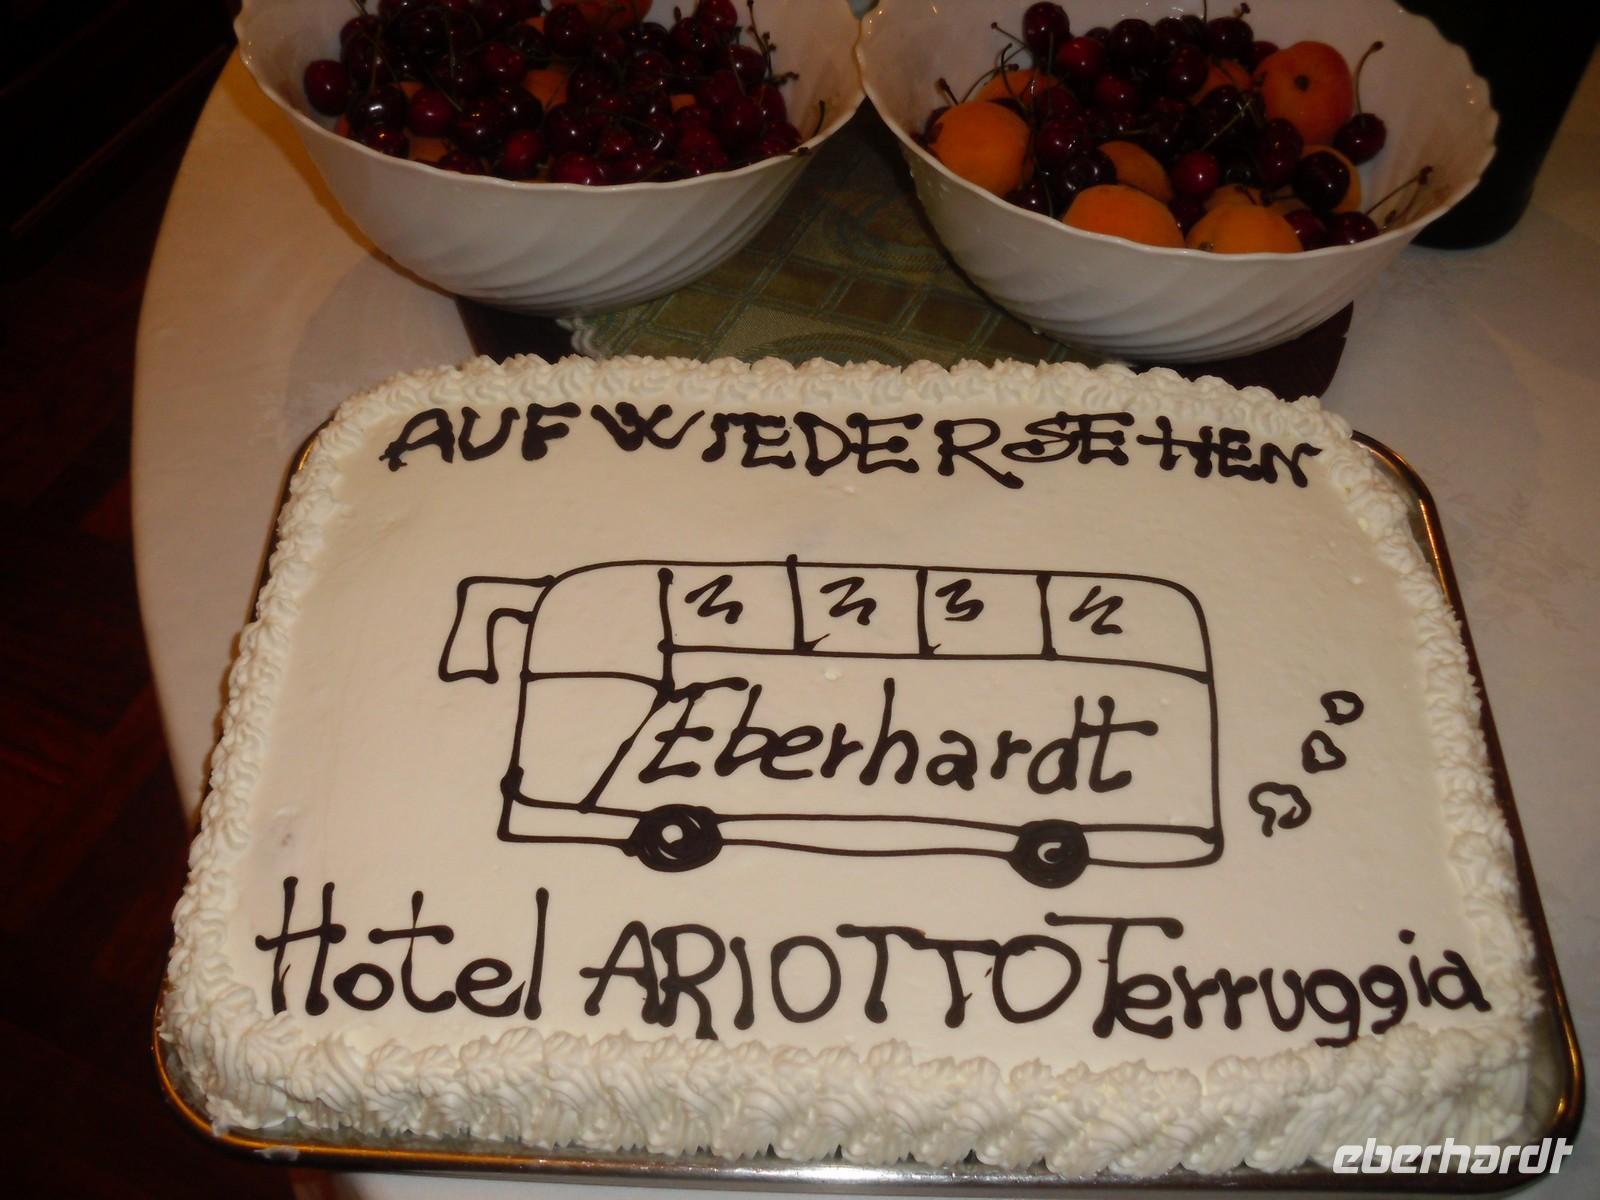 AUF WIEDERSEHEN
Eberhardt
Hotel ARIOTTO Terruggia
eberhardt